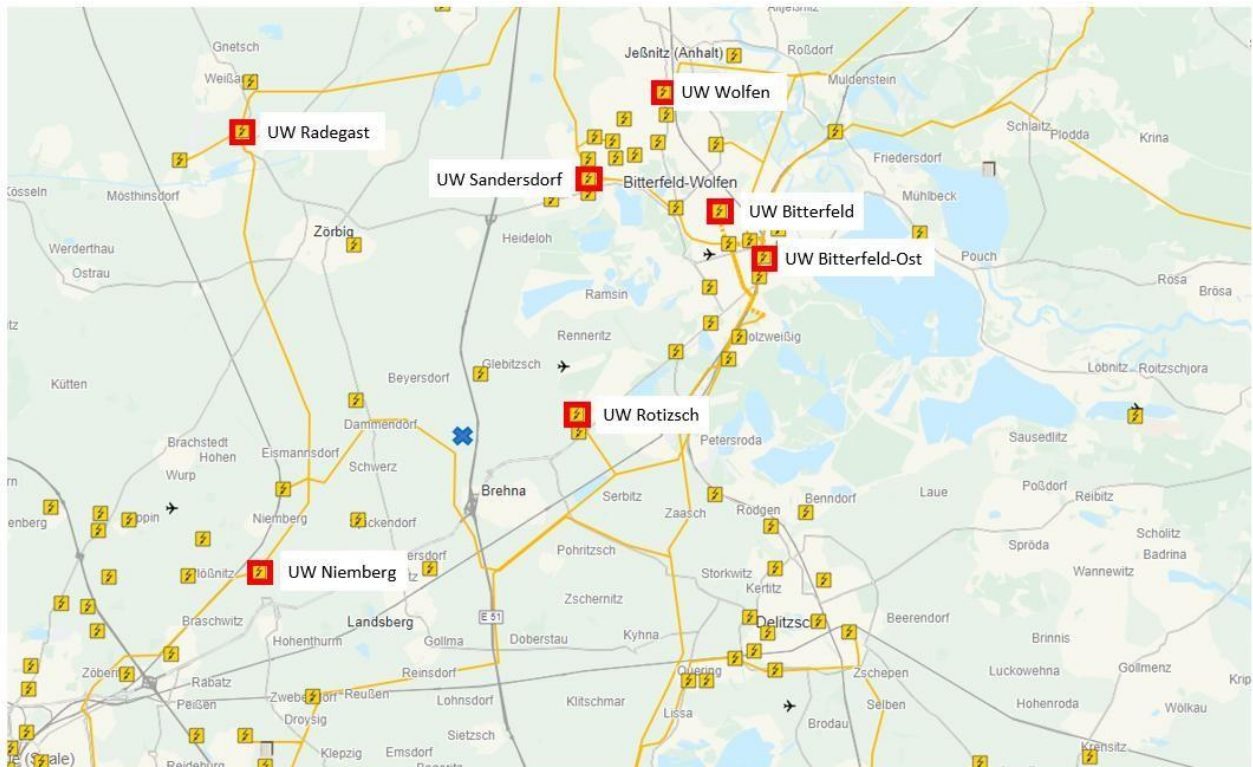 Altjeßnitz
Gnetsch
Jeßnitz (Anhalt)
Roßdorf
Muldenstein
UW Wolfen
UW Radegast
Schlaitz
Plodda
Krina
Friedersdorf
Kösseln
Mösthinsdorf
UW Sandersdorf
Bitterfeld-Wolfen
Mühlbeck
UW Bitterfeld
Zörbig
Heideloh
Werderthau
Pouch
UW Bitterfeld-Ost
Ostrau
Rösa
Brösa
Ramsin
Renneritz
Holzweißig
Glebitzsch
Löbnitz
Roitzschjora
Kütten
Beyersdorf
UW Rotizsch
Dammendorf
Brachstedt
Hohen
Eismannsdorf
Petersroda
Sausedlitz
Schwerz
Wurp
Brehna
Serbitz
Benndorf
Laue
Poßdorf
Reibitz
Niemberg
Zaasch
Rödgen
Scholitz
Badrina
Spröda
Pohritzsch
UW Niemberg
Storkwitz
Kertitz
Wannewitz
Zschernitz
Braschwitz
Landsberg
E 51
Delitzsch
Beerendorf
Hohenthurm
Gollma
Doberstau
Kyhna
Brinnis
Reinsdorf
Quering
Zschepen
Luckowehna
Gollmenz
Rabatz
Reußen
Lohnsdorf
Klitschmar
Selben
Hohenroda
Peißen
Lissa
Wölkau
Droysig
Brodau
Sietzsch
Klepzig
Emsdorf
Krensitz
Reideburg